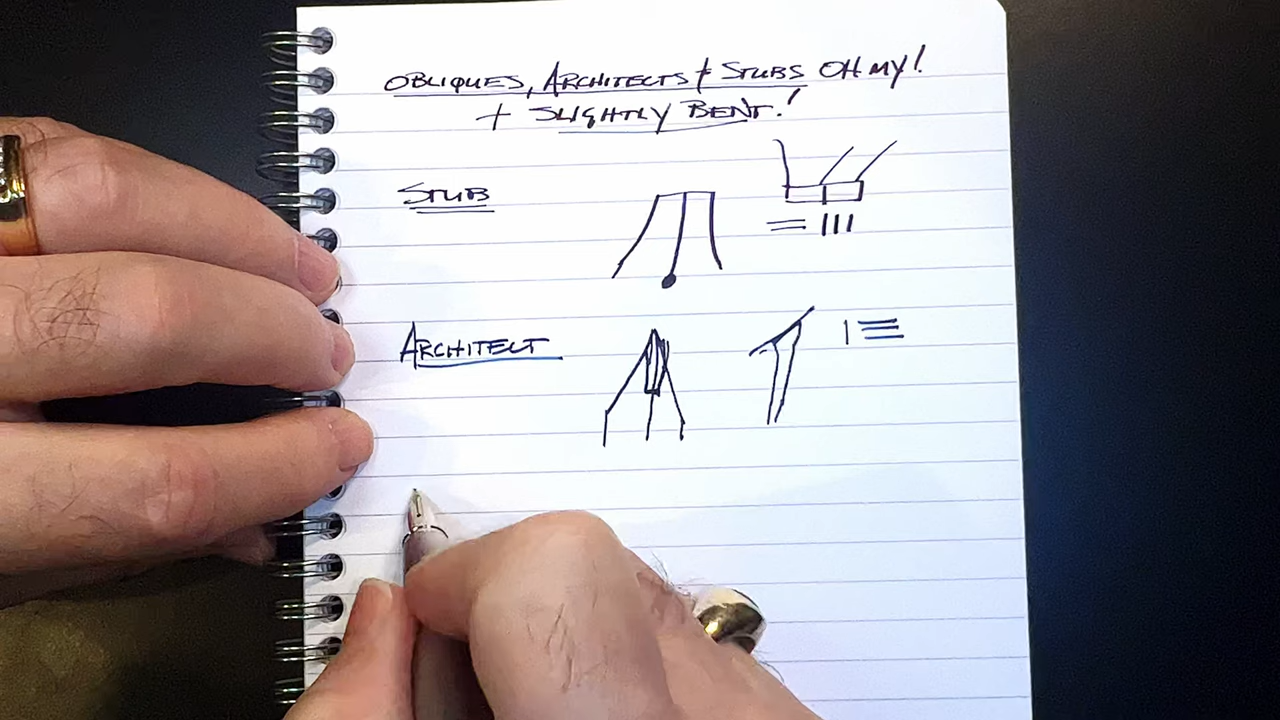 OBLIQUES, ARCHITECTS & STUBS OH MY!
+ SLIGHTLY BENT!
STUB
ARCHITECT